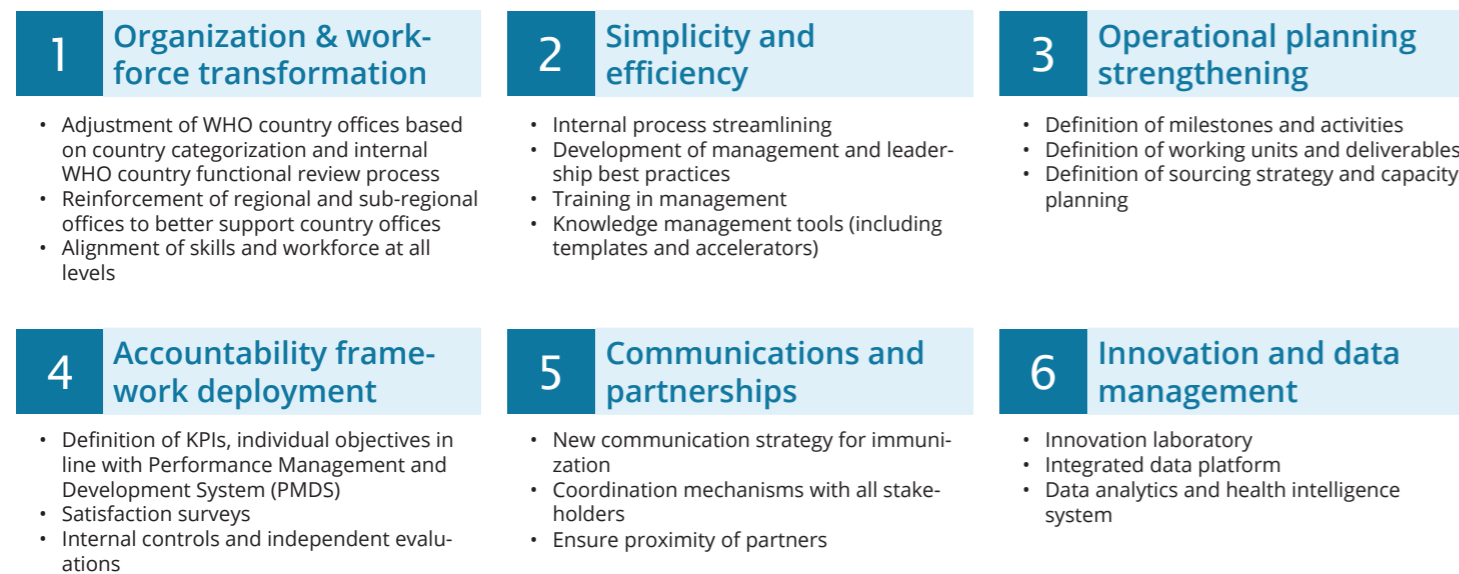 1
Organization & work-
force transformation
• Adjustment of WHO country offices based
on country categorization and internal
WHO country functional review process
• Reinforcement of regional and sub-regional
offices to better support country offices
• Alignment of skills and workforce at all
levels
2
Simplicity and
efficiency
• Internal process streamlining
• Development of management and leader-
ship best practices
• Training in management
• Knowledge management tools (including
templates and accelerators)
3
Operational planning
strengthening
• Definition of milestones and activities
• Definition of working units and deliverables
• Definition of sourcing strategy and capacity
planning
4
Accountability frame-
work deployment
• Definition of KPIs, individual objectives in
line with Performance Management and
Development System (PMDS)
• Satisfaction surveys
• Internal controls and independent evalu-
ations
5
Communications and
partnerships
• New communication strategy for immuni-
zation
• Coordination mechanisms with all stake-
holders
• Ensure proximity of partners
6
Innovation and data
management
• Innovation laboratory
• Integrated data platform
• Data analytics and health intelligence
system